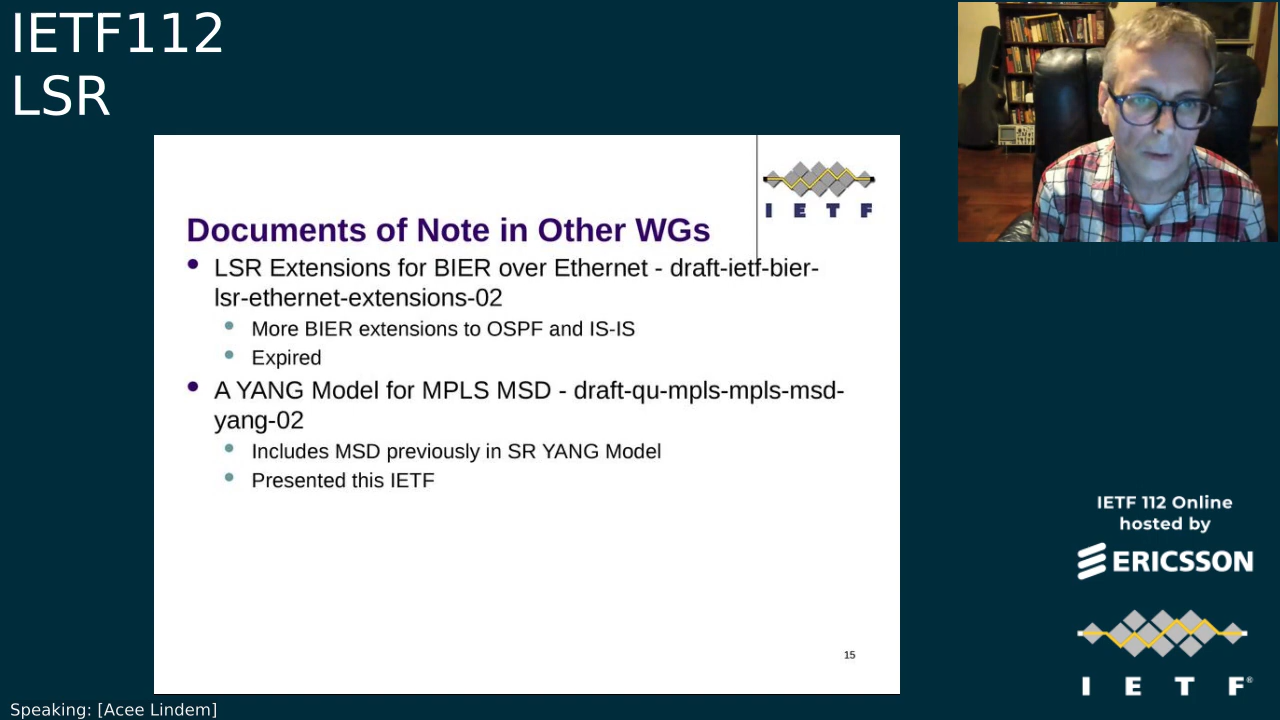 IETF112
LSR
I E T F
Documents of Note in Other WGs
LSR Extensions for BIER over Ethernet - draft-ietf-bier-
lsr-ethernet-extensions-02
More BIER extensions to OSPF and IS-IS
Expired
A YANG Model for MPLS MSD - draft-qu-mpls-mpls-msd-
yang-02
Includes MSD previously in SR YANG Model
Presented this IETF
15
IETF 112 Online
hosted by
ERICSSON
I E T F®
Speaking: [Acee Lindem]